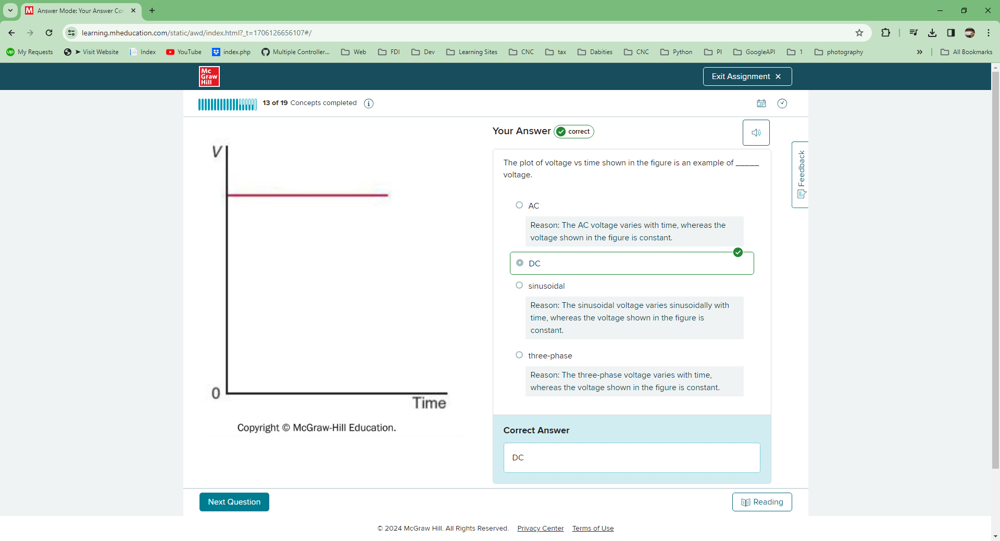 Answer Mode: Your Answer Cor
learning.mheducation.com/static/awd/index.html?_t=1706126656107#/
up My Requests ➤ Visit Website Index YouTube index.php Multiple Controller... Web FDI Dev Learning Sites CNC tax Dabities CNC Python PI GoogleAPI 1 photography » All Bookmarks
Mc
Graw
Hill
Exit Assignment ×
13 of 19 Concepts completed
V
0
Time
Copyright © McGraw-Hill Education.
Your Answer correct
The plot of voltage vs time shown in the figure is an example of _____
voltage.
AC
Reason: The AC voltage varies with time, whereas the
voltage shown in the figure is constant.
DC
sinusoidal
Reason: The sinusoidal voltage varies sinusoidally with
time, whereas the voltage shown in the figure is
constant.
three-phase
Reason: The three-phase voltage varies with time,
whereas the voltage shown in the figure is constant.
Correct Answer
DC
Feedback
Next Question
Reading
© 2024 McGraw Hill. All Rights Reserved. Privacy Center Terms of Use